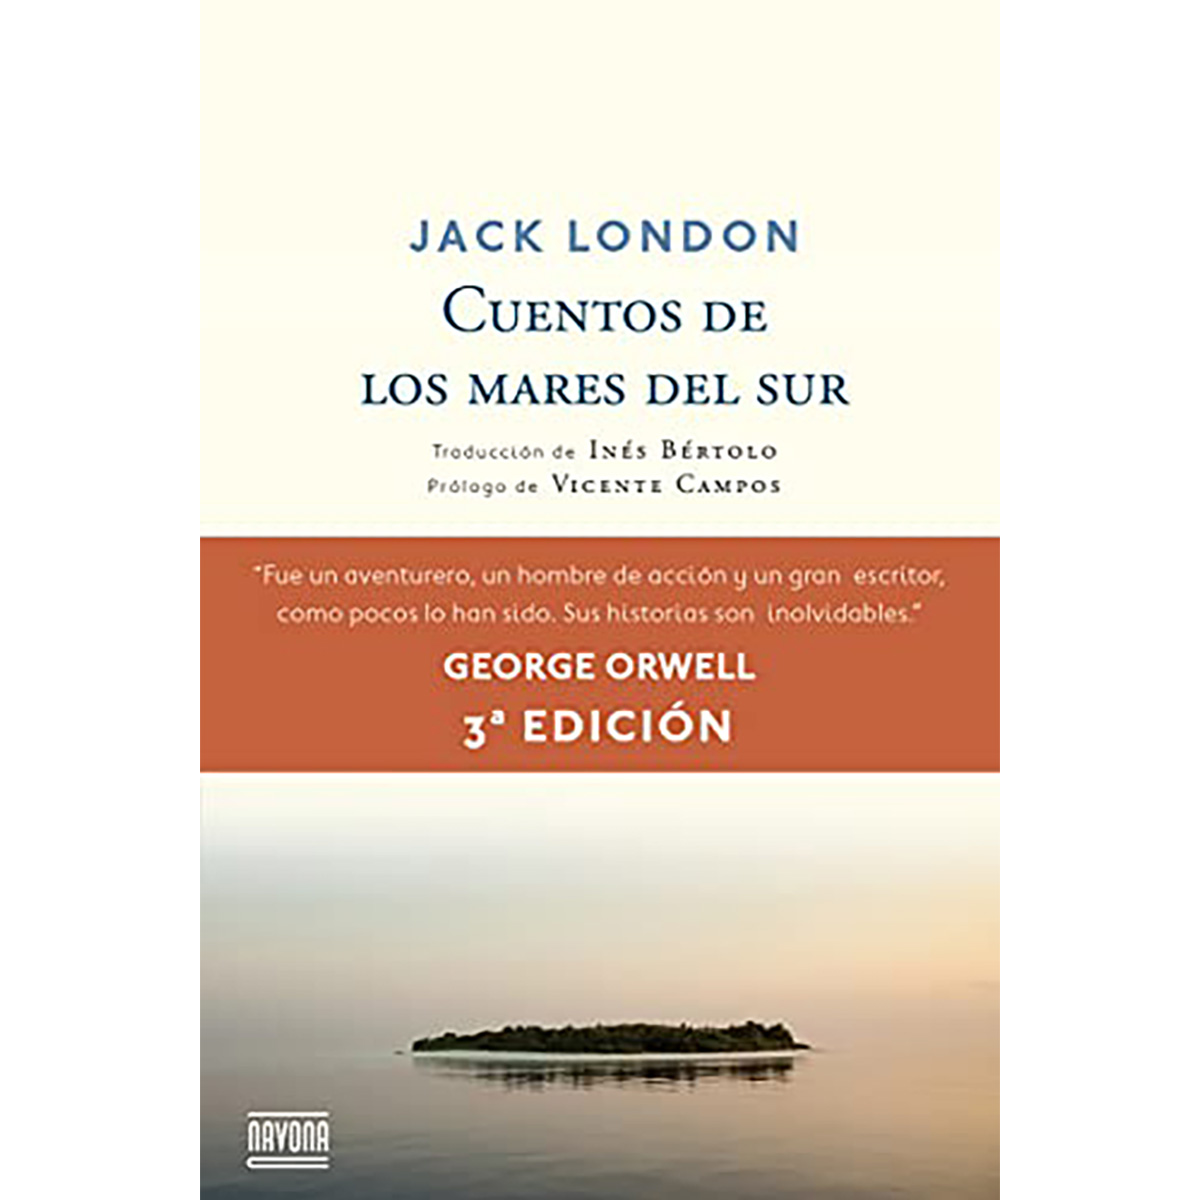 JACK LONDON
CUENTOS DE
LOS MARES DEL SUR
Traducción de INÉS BÉRTOLO
Prólogo de VICENTE CAMPOS
"Fue un aventurero, un hombre de acción y un gran escritor,
como pocos lo han sido. Sus historias son inolvidables."
GEORGE ORWELL
3ª EDICIÓN
NAVONA